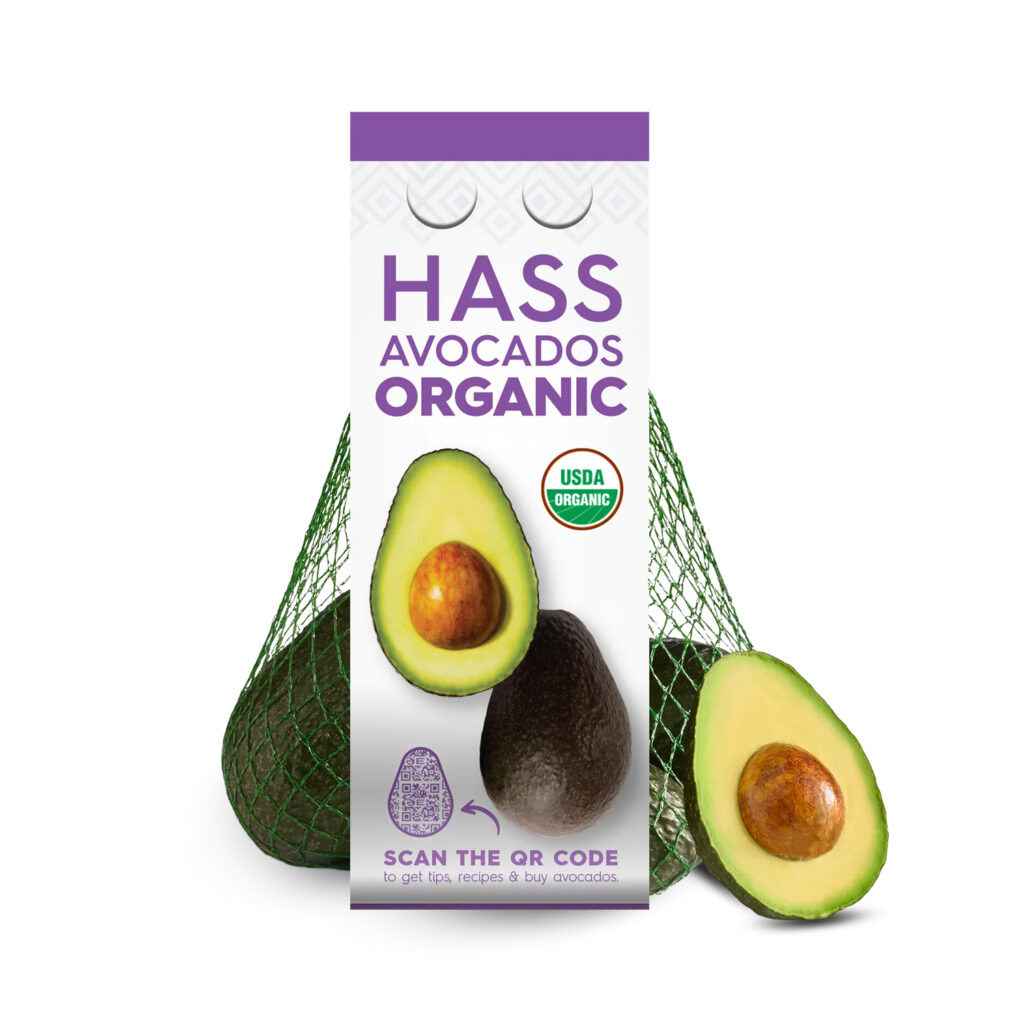 HASS
AVOCADOS
ORGANIC
USDA
ORGANIC
SCAN THE QR CODE
to get tips, recipes & buy avocados.